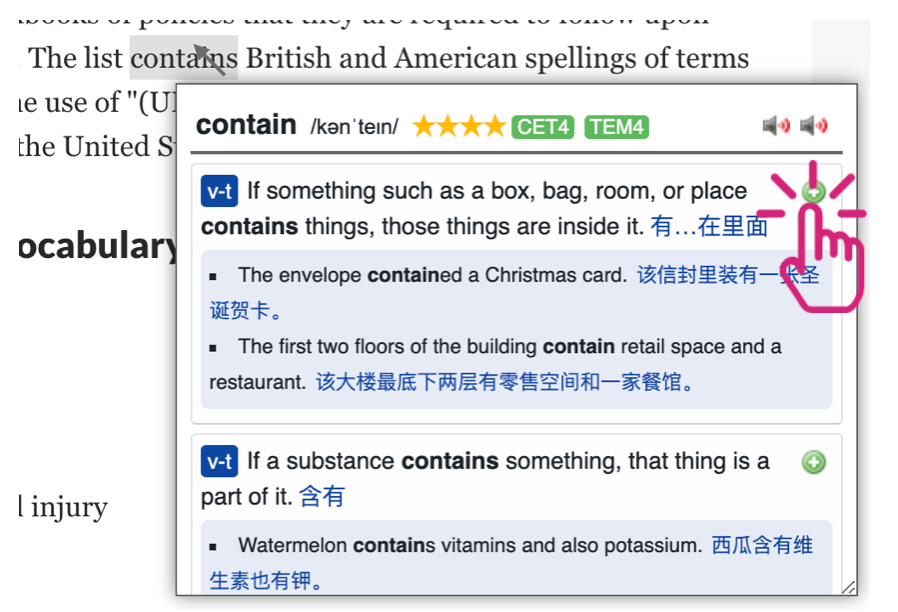 books of policies that they are required to follow upon
. The list contains British and American spellings of terms
use of "(U
the United S
contain /kənˈteɪn/ CET4 TEM4
v-t If something such as a box, bag, room, or place
contains things, those things are inside it. 有…在里面
▪ The envelope contained a Christmas card. 该信封里装有一张圣
诞贺卡。
▪ The first two floors of the building contain retail space and a
restaurant. 该大楼最底下两层有零售空间和一家餐馆。
ocabulary
v-t If a substance contains something, that thing is a
part of it. 含有
injury
▪ Watermelon contains vitamins and also potassium. 西瓜含有维
生素也有钾。